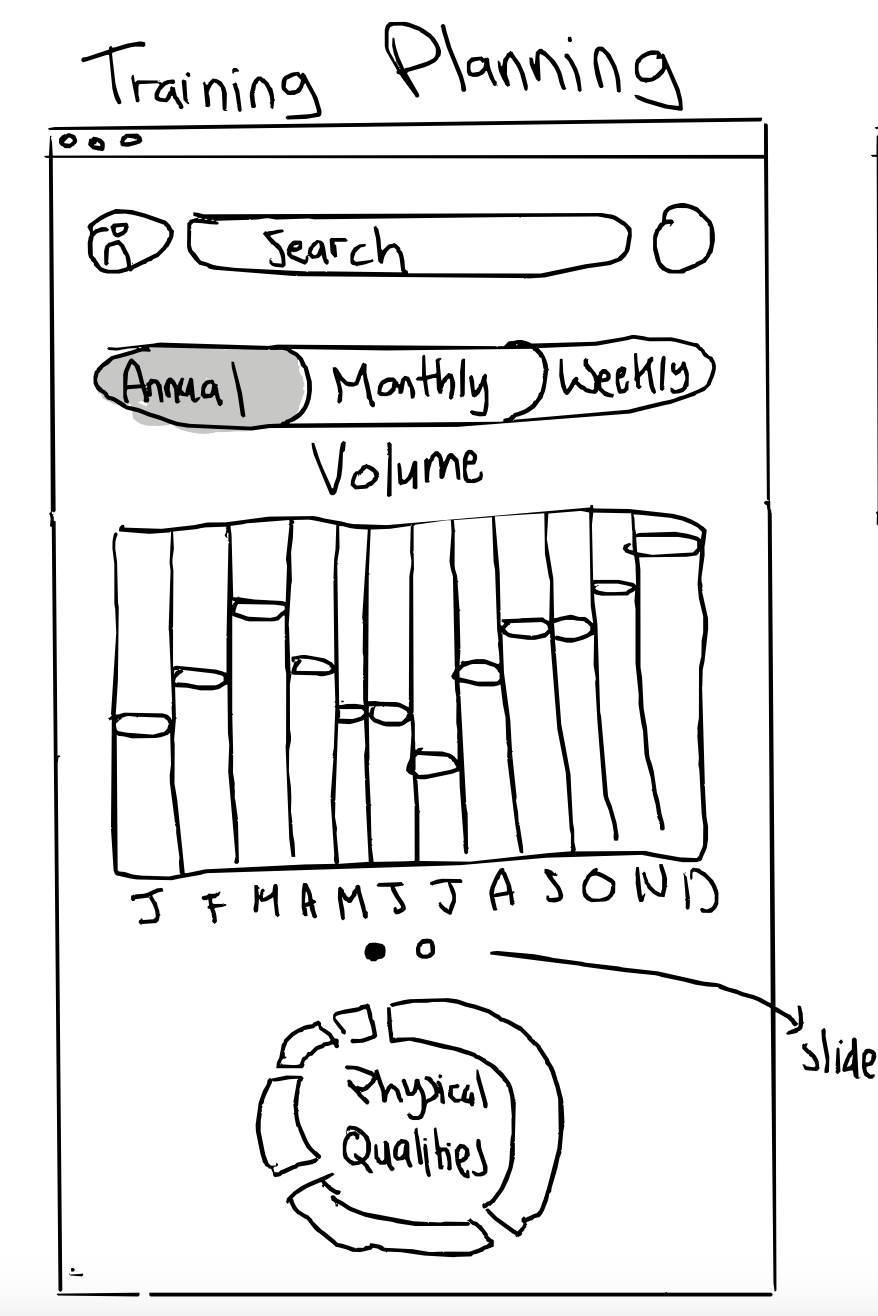 Training Planning
Search
Annual Monthly Weekly
Volume
J F M A M J J A S O N D
Slide
Physical
Qualities